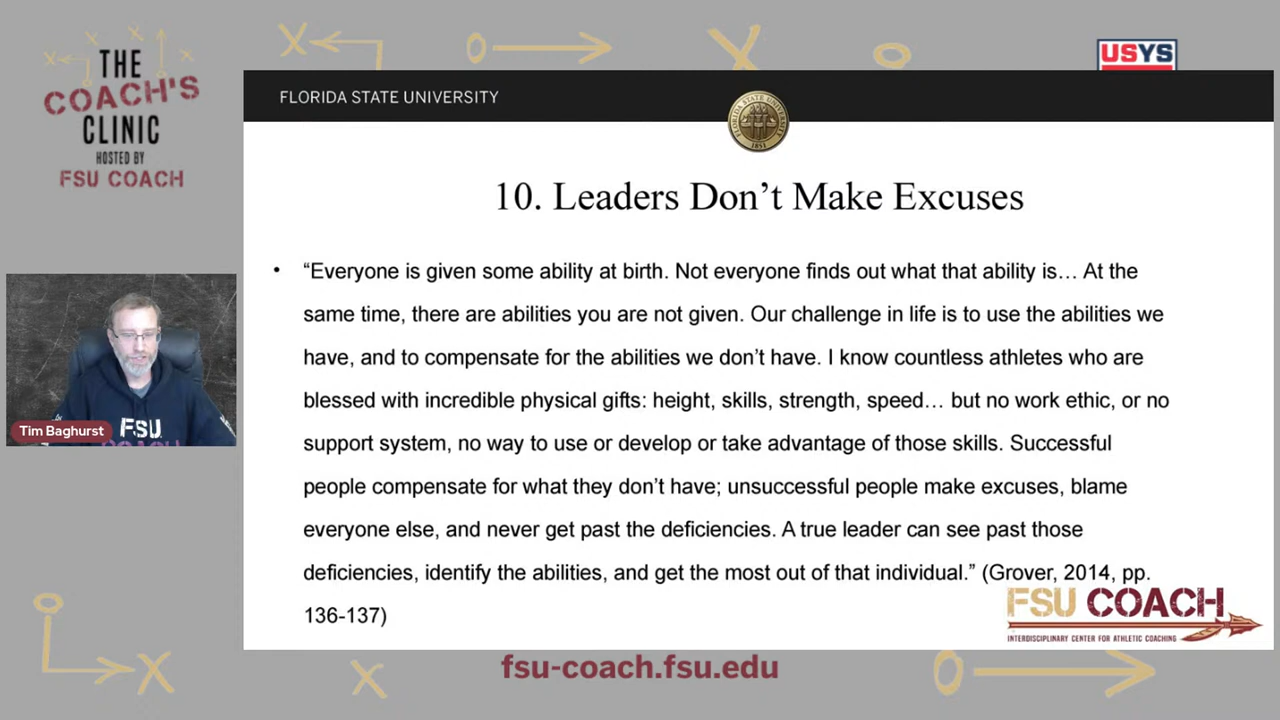 THE
COACH'S
CLINIC
HOSTED BY
FSU COACH
USYS
FLORIDA STATE UNIVERSITY
FLORIDA STATE UNIVERSITY
1851
10. Leaders Don’t Make Excuses
• “Everyone is given some ability at birth. Not everyone finds out what that ability is… At the
same time, there are abilities you are not given. Our challenge in life is to use the abilities we
have, and to compensate for the abilities we don’t have. I know countless athletes who are
blessed with incredible physical gifts: height, skills, strength, speed… but no work ethic, or no
support system, no way to use or develop or take advantage of those skills. Successful
people compensate for what they don’t have; unsuccessful people make excuses, blame
everyone else, and never get past the deficiencies. A true leader can see past those
deficiencies, identify the abilities, and get the most out of that individual.” (Grover, 2014, pp.
136-137)
FSU
COACH
Tim Baghurst
FSU COACH
INTERDISCIPLINARY CENTER FOR ATHLETIC COACHING
fsu-coach.fsu.edu